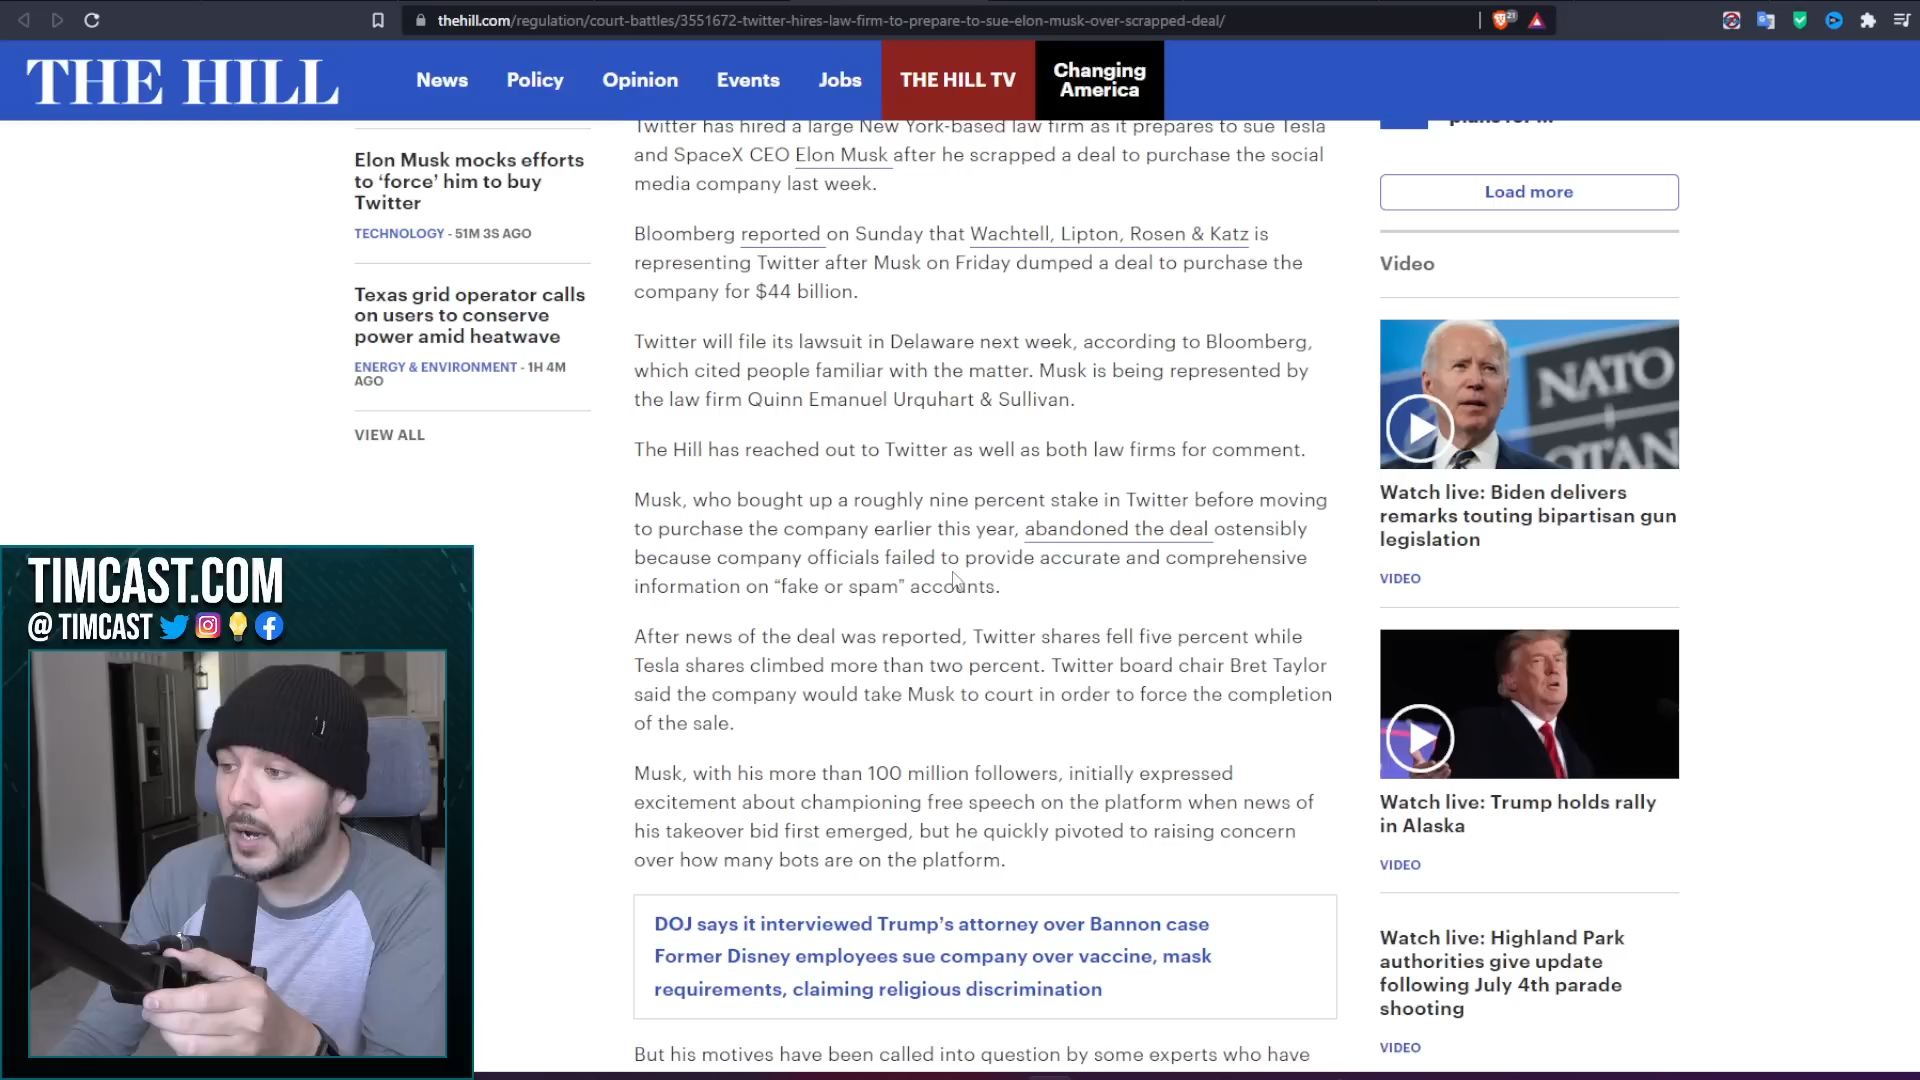 thehill.com/regulation/court-battles/3551672-twitter-hires-law-firm-to-prepare-to-sue-elon-musk-over-scrapped-deal/
21
THE HILL
News
Policy
Opinion
Events
Jobs
THE HILL TV
Changing
America
Elon Musk mocks efforts
to ‘force’ him to buy
Twitter
TECHNOLOGY - 51M 3S AGO
Texas grid operator calls
on users to conserve
power amid heatwave
ENERGY & ENVIRONMENT - 1H 4M
AGO
VIEW ALL
Twitter has hired a large New York-based law firm as it prepares to sue Tesla
and SpaceX CEO Elon Musk after he scrapped a deal to purchase the social
media company last week.
Bloomberg reported on Sunday that Wachtell, Lipton, Rosen & Katz is
representing Twitter after Musk on Friday dumped a deal to purchase the
company for $44 billion.
Twitter will file its lawsuit in Delaware next week, according to Bloomberg,
which cited people familiar with the matter. Musk is being represented by
the law firm Quinn Emanuel Urquhart & Sullivan.
The Hill has reached out to Twitter as well as both law firms for comment.
Musk, who bought up a roughly nine percent stake in Twitter before moving
to purchase the company earlier this year, abandoned the deal ostensibly
because company officials failed to provide accurate and comprehensive
information on “fake or spam” accounts.
After news of the deal was reported, Twitter shares fell five percent while
Tesla shares climbed more than two percent. Twitter board chair Bret Taylor
said the company would take Musk to court in order to force the completion
of the sale.
Musk, with his more than 100 million followers, initially expressed
excitement about championing free speech on the platform when news of
his takeover bid first emerged, but he quickly pivoted to raising concern
over how many bots are on the platform.
DOJ says it interviewed Trump’s attorney over Bannon case
Former Disney employees sue company over vaccine, mask
requirements, claiming religious discrimination
But his motives have been called into question by some experts who have
plans for ...
Load more
Video
NATO
OTAN
Watch live: Biden delivers
remarks touting bipartisan gun
legislation
VIDEO
Watch live: Trump holds rally
in Alaska
VIDEO
Watch live: Highland Park
authorities give update
following July 4th parade
shooting
VIDEO
TIMCAST.COM
@ TIMCAST